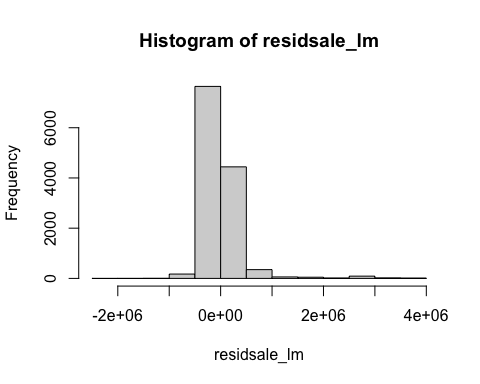 Histogram of residsale_lm
Frequency
0 2000 4000 6000
-2e+06 0e+00 2e+06 4e+06
residsale_lm